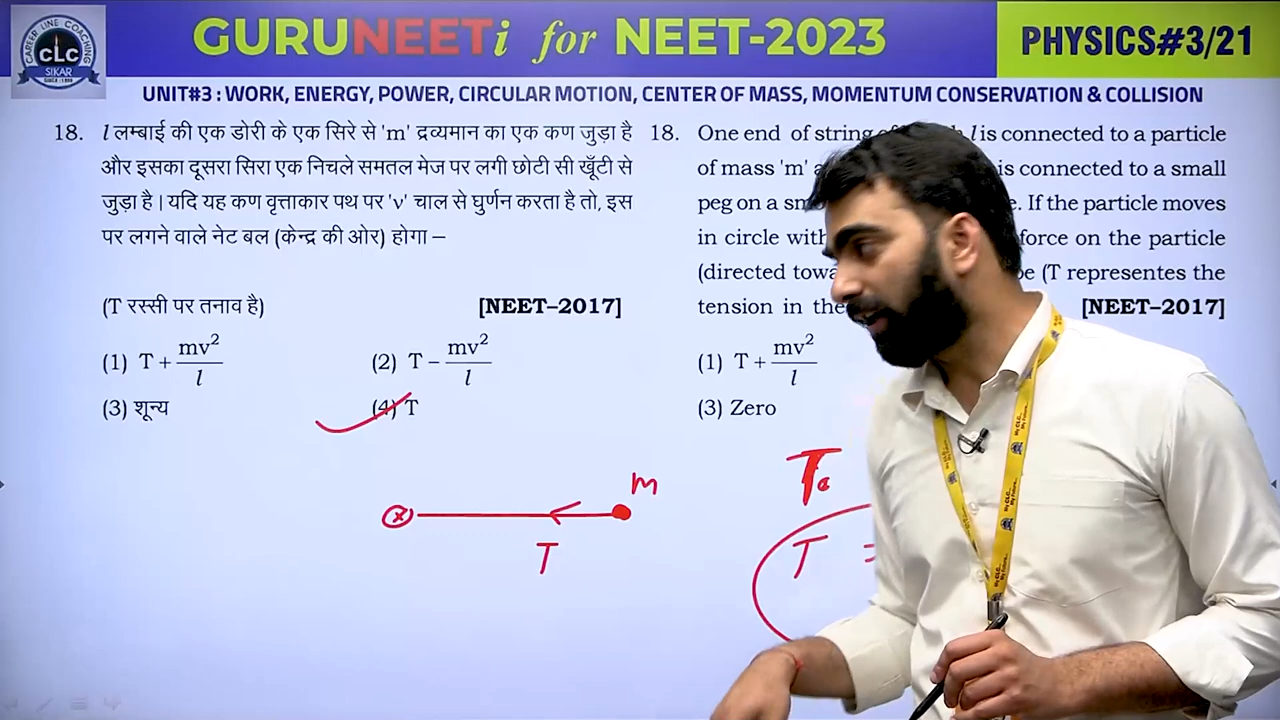 GURUNEETi for NEET-2023
PHYSICS#3/21
CAREER LINE COACHING
CLC
SIKAR
UNIT#3 : WORK, ENERGY, POWER, CIRCULAR MOTION, CENTER OF MASS, MOMENTUM CONSERVATION & COLLISION
18. l लम्बाई की एक डोरी के एक सिरे से 'm' द्रव्यमान का एक कण जुड़ा है
और इसका दूसरा सिरा एक निचले समतल मेज पर लगी छोटी सी खूँटी से
जुड़ा है। यदि यह कण वृत्ताकार पथ पर 'v' चाल से घुर्णन करता है तो, इस
पर लगने वाले नेट बल (केन्द्र की ओर) होगा –
(T रस्सी पर तनाव है) [NEET–2017]
(1) T + mv²/l (2) T – mv²/l
(3) शून्य (4) T
18. One end of string l is connected to a particle
of mass 'm' is connected to a small
peg on a If the particle moves
in circle with force on the particle
(directed (T representes the
tension in the [NEET–2017]
(1) T + mv²/l
(3) Zero
m
T
T
T =